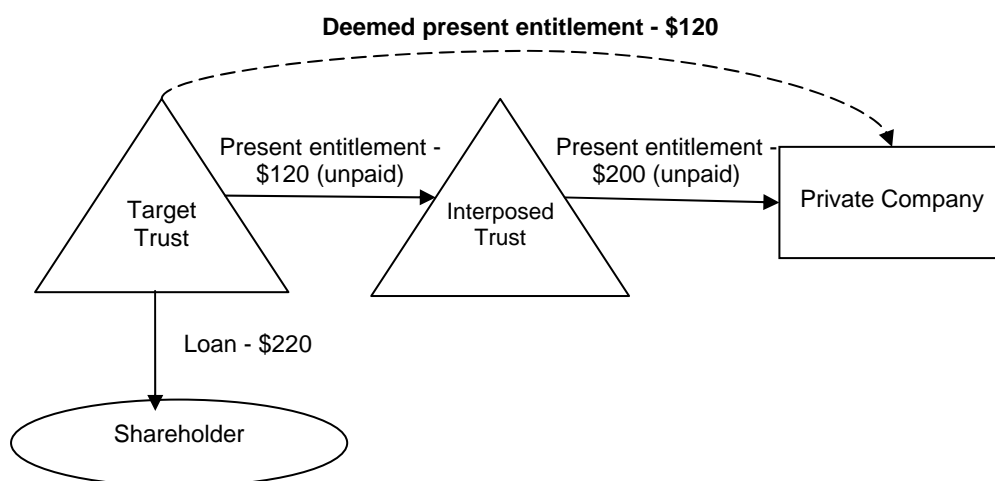 Deemed present entitlement - $120
Present entitlement -
$120 (unpaid)
Present entitlement -
$200 (unpaid)
Target
Trust
Interposed
Trust
Private Company
Loan - $220
Shareholder